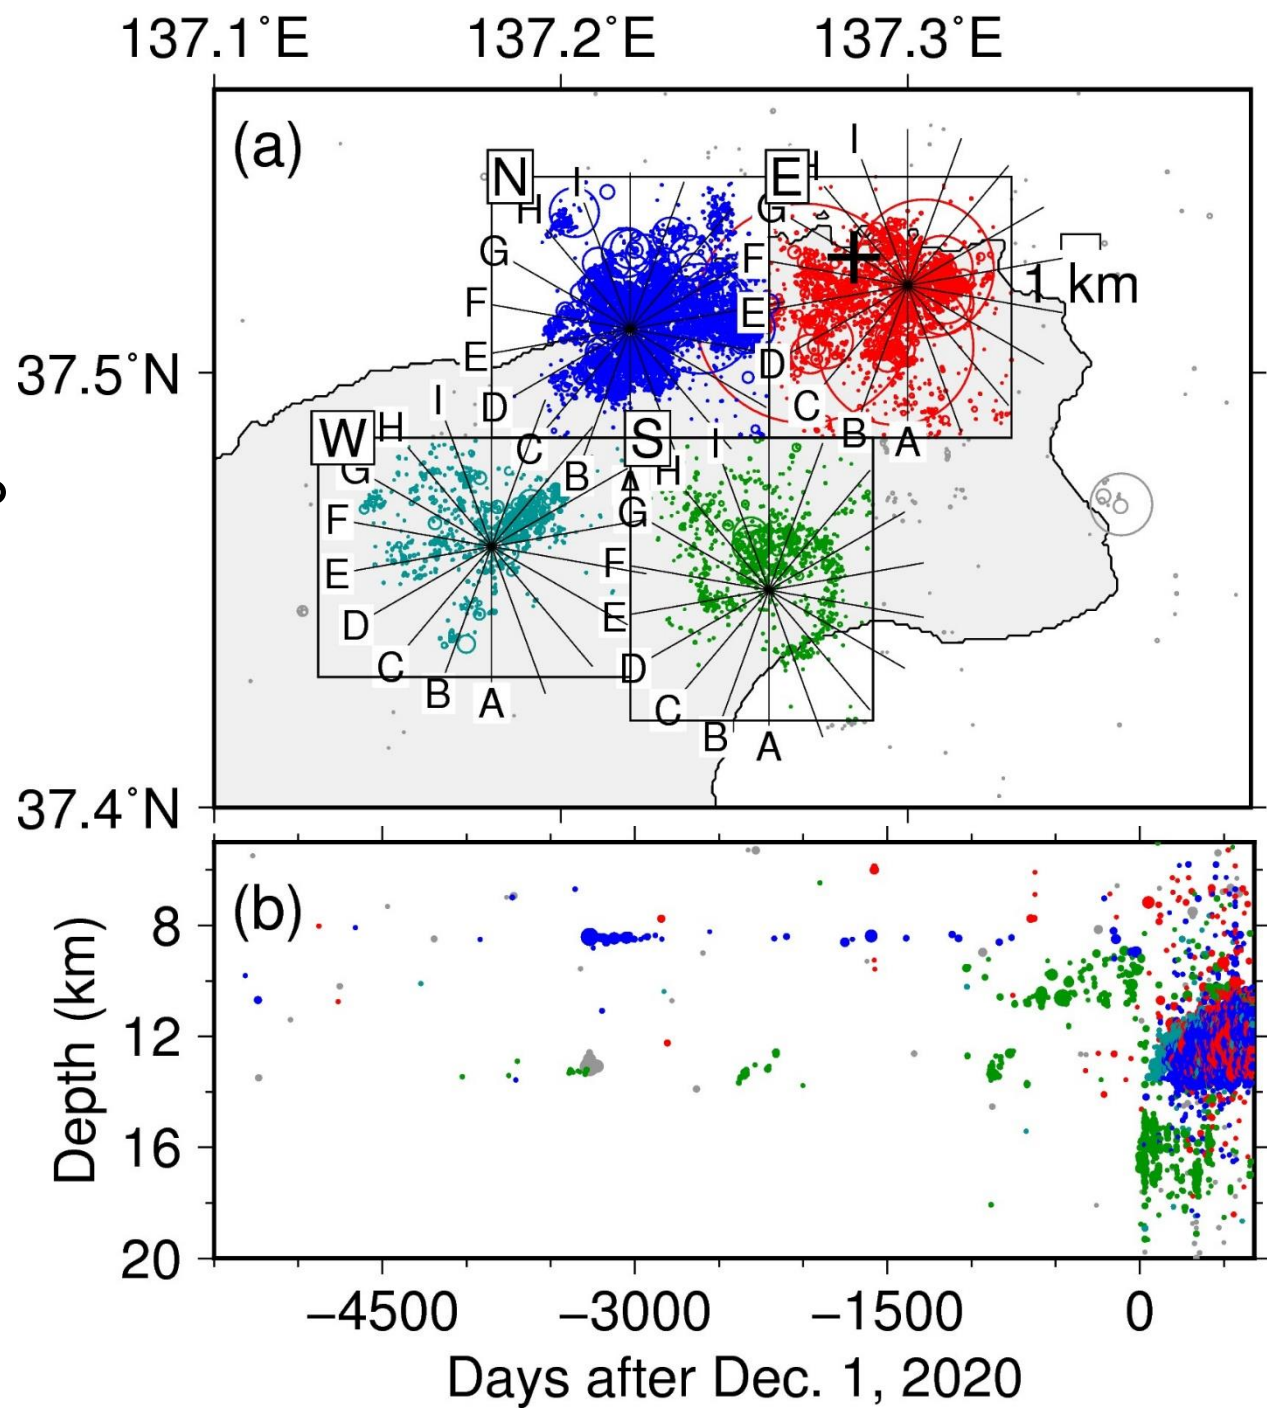 137.1˚E 137.2˚E 137.3˚E
(a)
N
E
I
H
I
H
G
G
F
F
1 km
E
E
37.5˚N
D
E
D
C
I
H
W
S
C
B
A
I
B
H
G
A
G
F
F
E
E
D
D
C
C
B
A
B
A
37.4˚N
(b)
8
12
16
20
Depth (km)
−4500 −3000 −1500 0
Days after Dec. 1, 2020